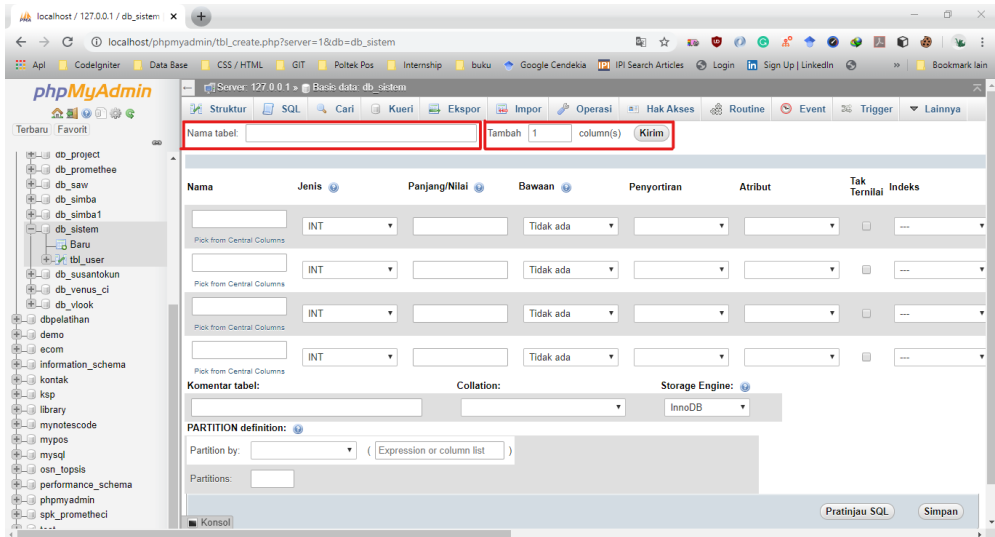 localhost / 127.0.0.1 / db_sistem
localhost/phpmyadmin/tbl_create.php?server=1&db=db_sistem
Apl CodeIgniter Data Base CSS / HTML GIT Poltek Pos Internship buku Google Cendekia IPI Search Articles Login Sign Up | LinkedIn » Bookmark lain
phpMyAdmin
Terbaru Favorit
db_project
db_promethee
db_saw
db_simba
db_simba1
db_sistem
Baru
tbl_user
db_susantokun
db_venus_ci
db_vlook
dbpelatihan
demo
ecom
information_schema
kontak
ksp
library
mynotescode
mypos
mysql
osn_topsis
performance_schema
phpmyadmin
spk_prometheci
Server: 127.0.0.1 » Basis data: db_sistem
Struktur SQL Cari Kueri Ekspor Impor Operasi Hak Akses Routine Event Trigger Lainnya
Nama tabel: Tambah 1 column(s) Kirim
Nama Jenis Panjang/Nilai Bawaan Penyortiran Atribut Tak Ternilai Indeks
INT Tidak ada ---
Pick from Central Columns
INT Tidak ada ---
Pick from Central Columns
INT Tidak ada ---
Pick from Central Columns
INT Tidak ada ---
Pick from Central Columns
Komentar tabel: Collation: Storage Engine:
InnoDB
PARTITION definition:
Partition by: ( Expression or column list )
Partitions:
Pratinjau SQL Simpan
Konsol